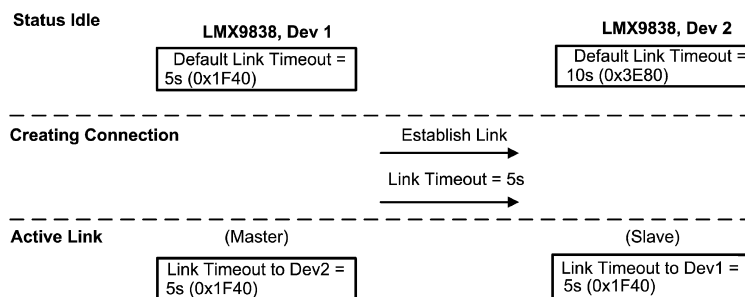 Status Idle
LMX9838, Dev 1
LMX9838, Dev 2
Default Link Timeout =
5s (0x1F40)
Default Link Timeout =
10s (0x3E80)
Creating Connection
Establish Link
Link Timeout = 5s
Active Link
(Master)
(Slave)
Link Timeout to Dev2 =
5s (0x1F40)
Link Timeout to Dev1 =
5s (0x1F40)